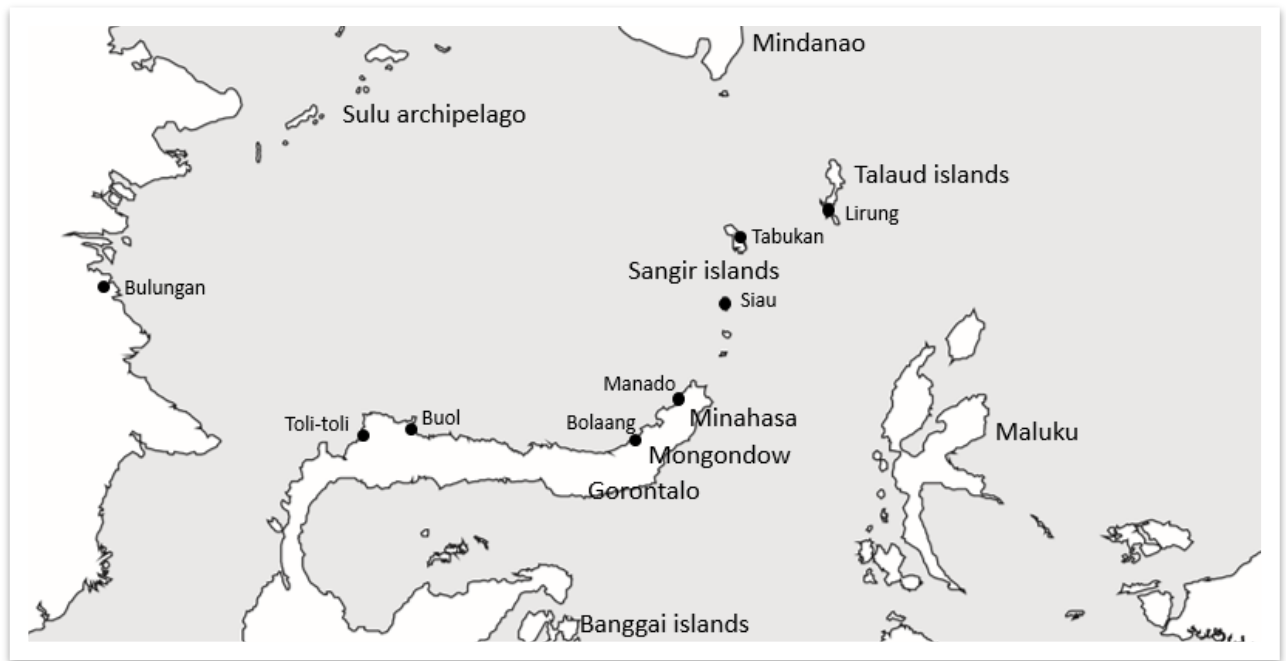 Mindanao
Sulu archipelago
Talaud islands
Lirung
Tabukan
Sangir islands
Bulungan
Siau
Manado
Toli-toli
Buol
Bolaang
Minahasa
Maluku
Mongondow
Gorontalo
Banggai islands